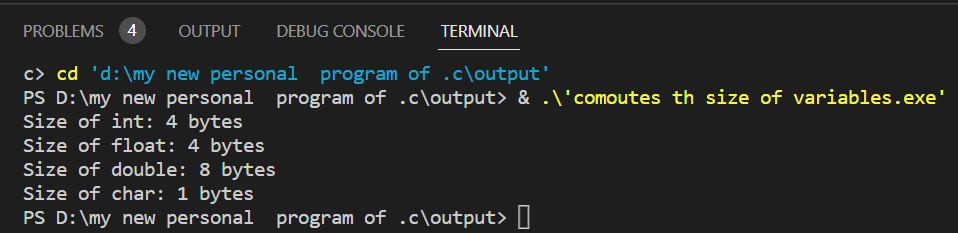 PROBLEMS 4 OUTPUT DEBUG CONSOLE TERMINAL
c> cd 'd:\my new personal  program of .c\output'
PS D:\my new personal  program of .c\output> & .\'comoutes th size of variables.exe'
Size of int: 4 bytes
Size of float: 4 bytes
Size of double: 8 bytes
Size of char: 1 bytes
PS D:\my new personal  program of .c\output>